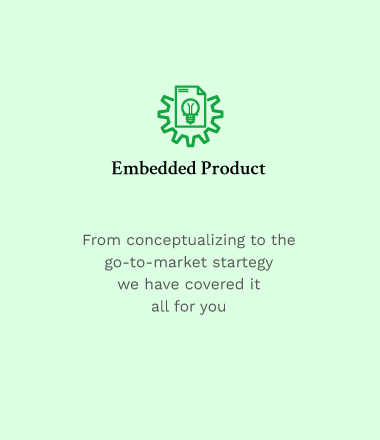 Embedded Product
From conceptualizing to the
go-to-market startegy
we have covered it
all for you